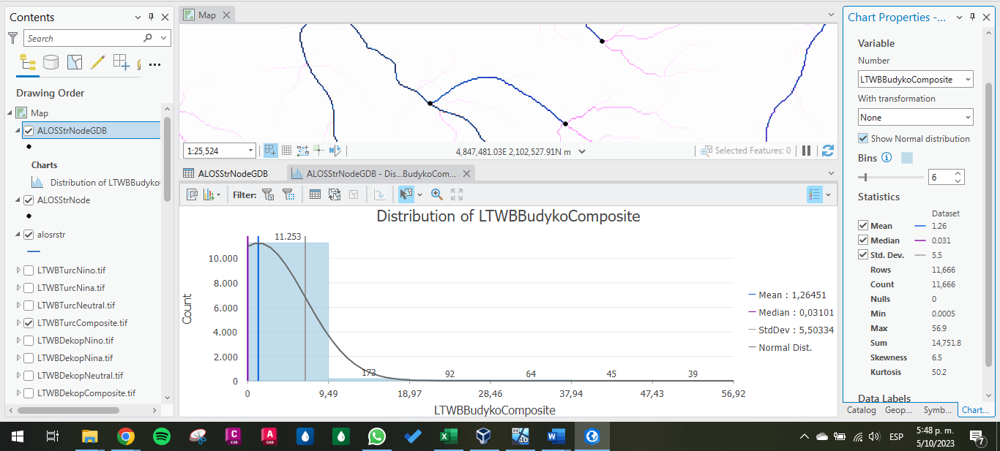 Contents
Search
Drawing Order
Map
ALOSStrNodeGDB
Charts
Distribution of LTWBBudyko
ALOSStrNode
alosrstr
LTWBTurcNino.tif
LTWBTurcNina.tif
LTWBTurcNeutral.tif
LTWBTurcComposite.tif
LTWBDekopNino.tif
LTWBDekopNina.tif
LTWBDekopNeutral.tif
LTWBDekopComposite.tif
Map
1:25,524
4,847,481.03E 2,102,527.91N m
Selected Features: 0
ALOSStrNodeGDB
ALOSStrNodeGDB - Dis...BudykoCom...
Filter:
Distribution of LTWBBudykoComposite
11.253
10.000
8.000
6.000
4.000
2.000
0
Count
173
92
64
45
39
0
9,49
18,97
28,46
37,94
47,43
56,92
LTWBBudykoComposite
Mean : 1,26451
Median : 0,03101
StdDev : 5,50334
Normal Dist.
Chart Properties -...
Variable
Number
LTWBBudykoComposite
With transformation
None
Show Normal distribution
Bins
6
Statistics
Dataset
Mean 1.26
Median 0.031
Std. Dev. 5.5
Rows 11,666
Count 11,666
Nulls 0
Min 0.0005
Max 56.9
Sum 14,751.8
Skewness 6.5
Kurtosis 50.2
Data Labels
Catalog Geop... Symb... Chart...
ESP
5:48 p. m.
5/10/2023
7